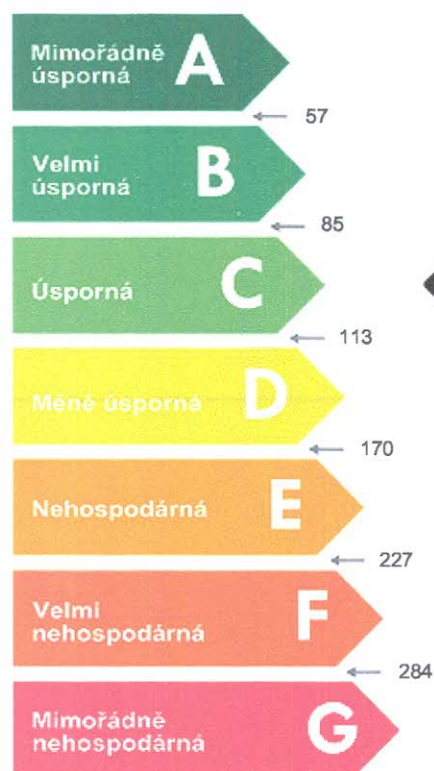 Mimořádně
úsporná
A
57
Velmi
úsporná
B
85
Úsporná
C
113
Méně úsporná
D
170
Nehospodárná
E
227
Velmi
nehospodárná
F
284
Mimořádně
nehospodárná
G